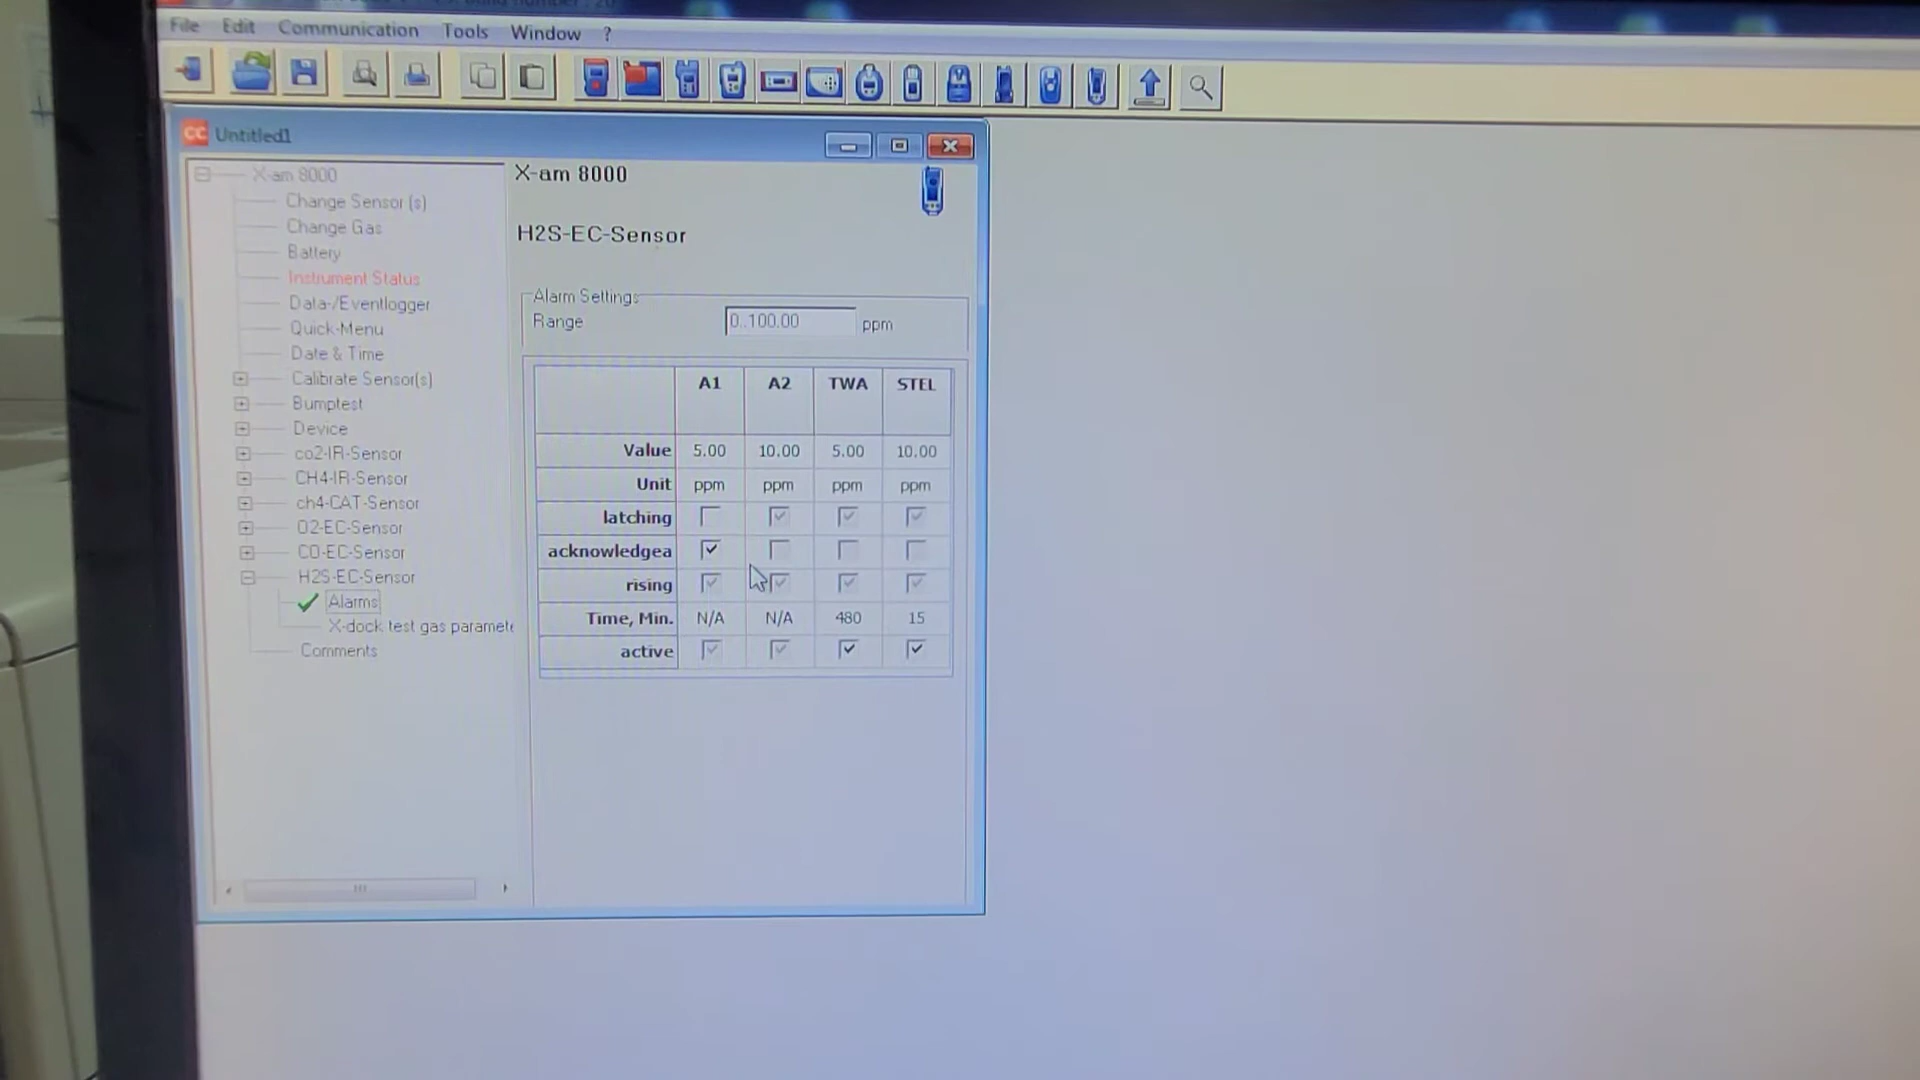 File Edit Communication Tools Window ?
CC Untitled1
X-am 8000
Change Sensor (s)
Change Gas
Battery
Instrument Status
Data-/Eventlogger
Quick-Menu
Date & Time
Calibrate Sensor(s)
Bumptest
Device
co2-IR-Sensor
CH4-IR-Sensor
ch4-CAT-Sensor
O2-EC-Sensor
CO-EC-Sensor
H2S-EC-Sensor
Alarms
X-dock test gas paramete
Comments
X-am 8000
H2S-EC-Sensor
Alarm Settings
Range 0..100.00 ppm
A1 A2 TWA STEL
Value 5.00 10.00 5.00 10.00
Unit ppm ppm ppm ppm
latching
acknowledgea
rising
Time, Min. N/A N/A 480 15
active